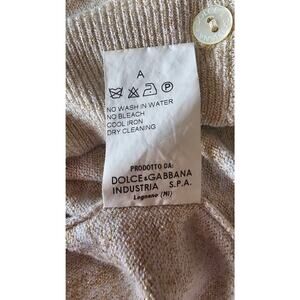 A
P
NO WASH IN WATER
NO BLEACH
COOL IRON
DRY CLEANING
PRODOTTO DA:
DOLCE&GABBANA
INDUSTRIA S.P.A.
Legnano (MI)